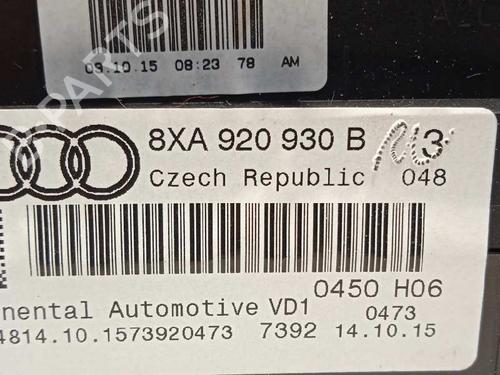 09.10.15 08:23 78 AM
8XA 920 930 B
Czech Republic 048
0450 H06
nental Automotive VD1 0473
4814.10.1573920473 7392 14.10.15